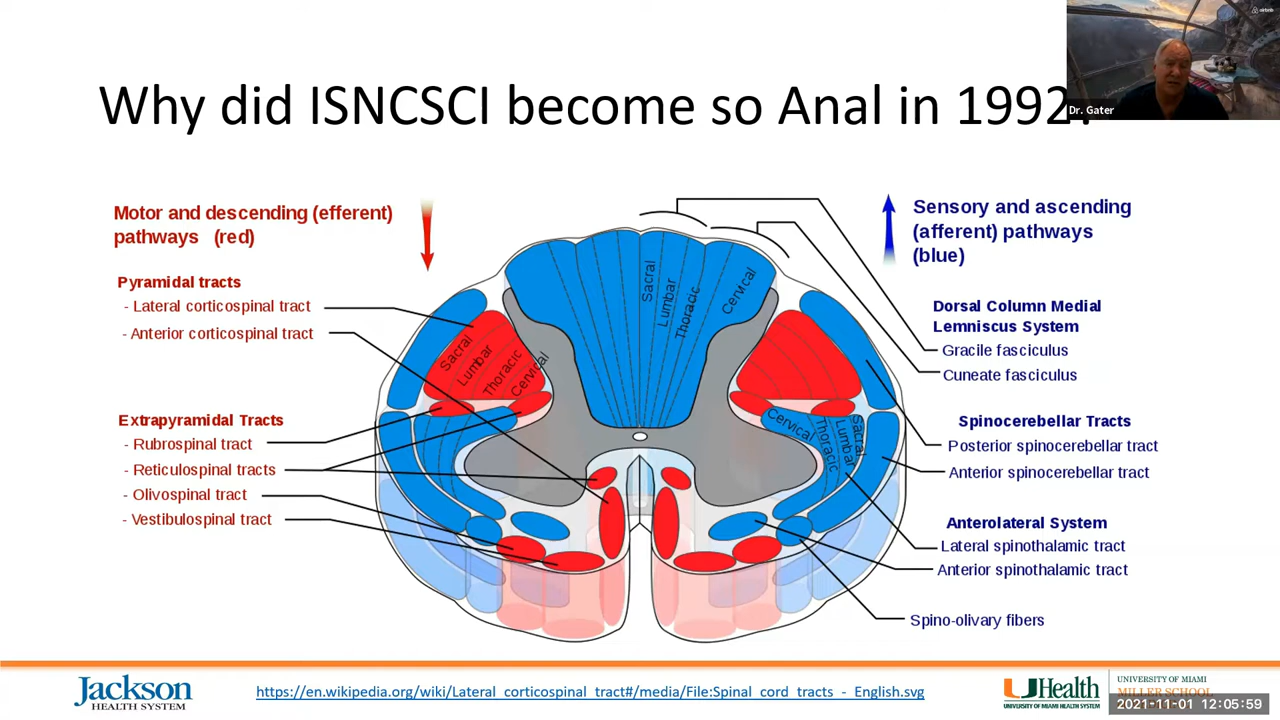 airbnb
Dr. Gater
Why did ISNCSCI become so Anal in 1992?
Motor and descending (efferent)
pathways (red)
Pyramidal tracts
- Lateral corticospinal tract
- Anterior corticospinal tract
Extrapyramidal Tracts
- Rubrospinal tract
- Reticulospinal tracts
- Olivospinal tract
- Vestibulospinal tract
Sacral
Lumbar
Thoracic
Cervical
Sacral
Lumbar
Thoracic
Cervical
Cervical
Thoracic
Lumbar
Sacral
Sensory and ascending
(afferent) pathways
(blue)
Dorsal Column Medial
Lemniscus System
Gracile fasciculus
Cuneate fasciculus
Spinocerebellar Tracts
Posterior spinocerebellar tract
Anterior spinocerebellar tract
Anterolateral System
Lateral spinothalamic tract
Anterior spinothalamic tract
Spino-olivary fibers
Jackson
HEALTH SYSTEM
https://en.wikipedia.org/wiki/Lateral_corticospinal_tract#/media/File:Spinal_cord_tracts_-_English.svg
UHealth
UNIVERSITY OF MIAMI HEALTH SYSTEM
UNIVERSITY OF MIAMI
MILLER SCHOOL
2021-11-01 12:05:59